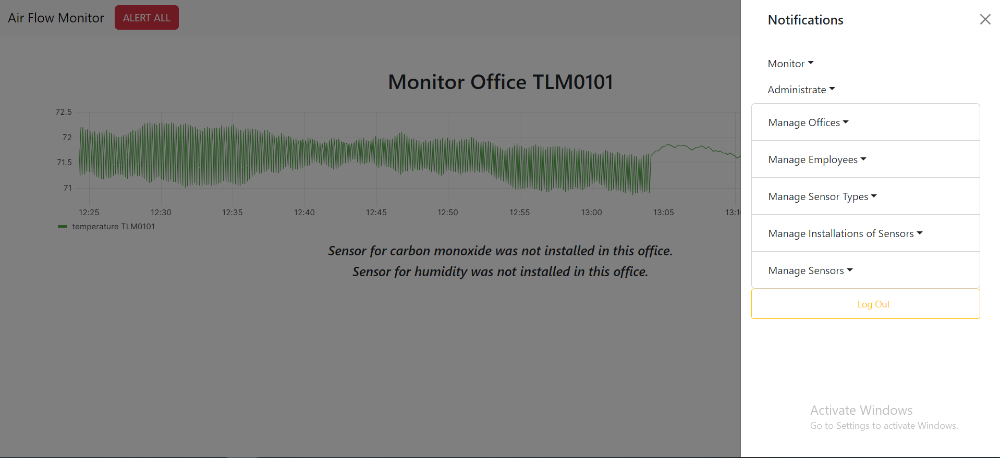 Air Flow Monitor
ALERT ALL
Monitor Office TLM0101
72.5
72
71.5
71
12:25 12:30 12:35 12:40 12:45 12:50 12:55 13:00 13:05 13:1
temperature TLM0101
Sensor for carbon monoxide was not installed in this office.
Sensor for humidity was not installed in this office.
Notifications
Monitor
Administrate
Manage Offices
Manage Employees
Manage Sensor Types
Manage Installations of Sensors
Manage Sensors
Log Out
Activate Windows
Go to Settings to activate Windows.